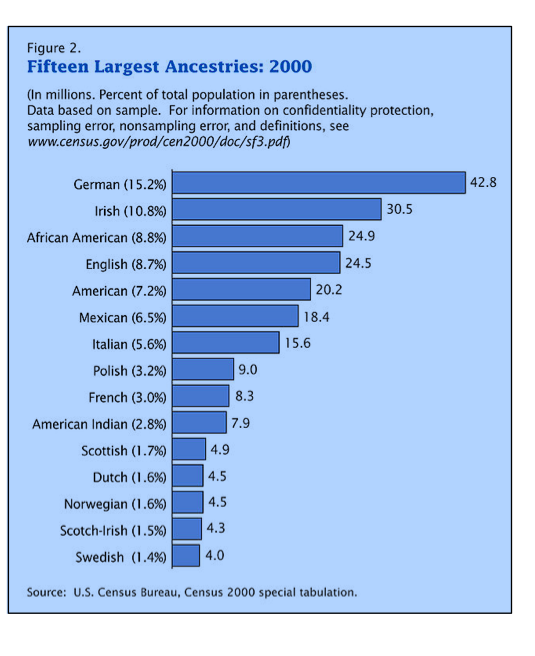 Figure 2.
Fifteen Largest Ancestries: 2000
(In millions. Percent of total population in parentheses.
Data based on sample. For information on confidentiality protection,
sampling error, nonsampling error, and definitions, see
www.census.gov/prod/cen2000/doc/sf3.pdf)
German (15.2%) 42.8
Irish (10.8%) 30.5
African American (8.8%) 24.9
English (8.7%) 24.5
American (7.2%) 20.2
Mexican (6.5%) 18.4
Italian (5.6%) 15.6
Polish (3.2%) 9.0
French (3.0%) 8.3
American Indian (2.8%) 7.9
Scottish (1.7%) 4.9
Dutch (1.6%) 4.5
Norwegian (1.6%) 4.5
Scotch-Irish (1.5%) 4.3
Swedish (1.4%) 4.0
Source: U.S. Census Bureau, Census 2000 special tabulation.